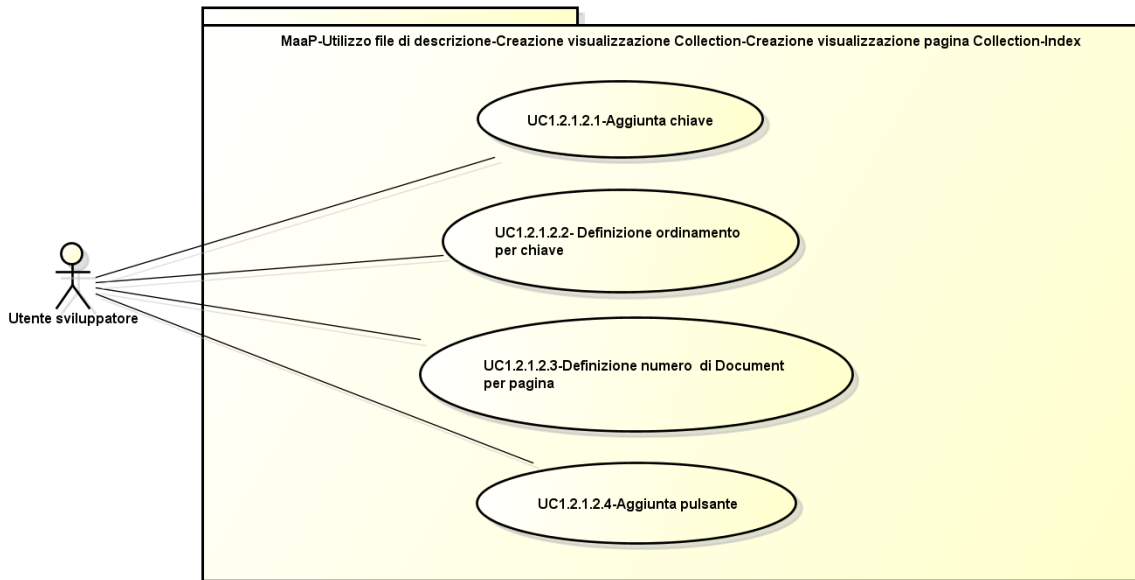 MaaP-Utilizzo file di descrizione-Creazione visualizzazione Collection-Creazione visualizzazione pagina Collection-Index
UC1.2.1.2.1-Aggiunta chiave
UC1.2.1.2.2- Definizione ordinamento
per chiave
Utente sviluppatore
UC1.2.1.2.3-Definizione numero  di Document
per pagina
UC1.2.1.2.4-Aggiunta pulsante